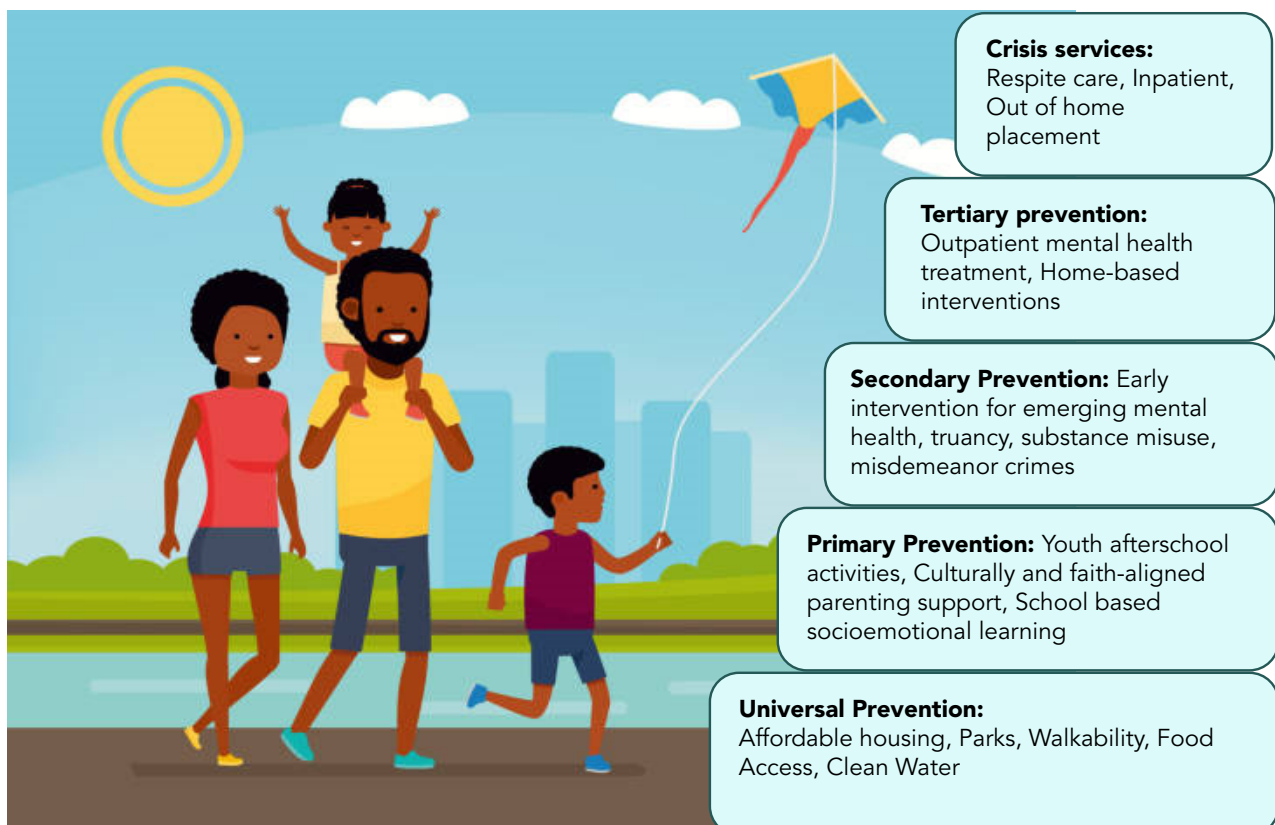 Crisis services:
Respite care, Inpatient,
Out of home
placement
Tertiary prevention:
Outpatient mental health
treatment, Home-based
interventions
Secondary Prevention: Early
intervention for emerging mental
health, truancy, substance misuse,
misdemeanor crimes
Primary Prevention: Youth afterschool
activities, Culturally and faith-aligned
parenting support, School based
socioemotional learning
Universal Prevention:
Affordable housing, Parks, Walkability, Food
Access, Clean Water